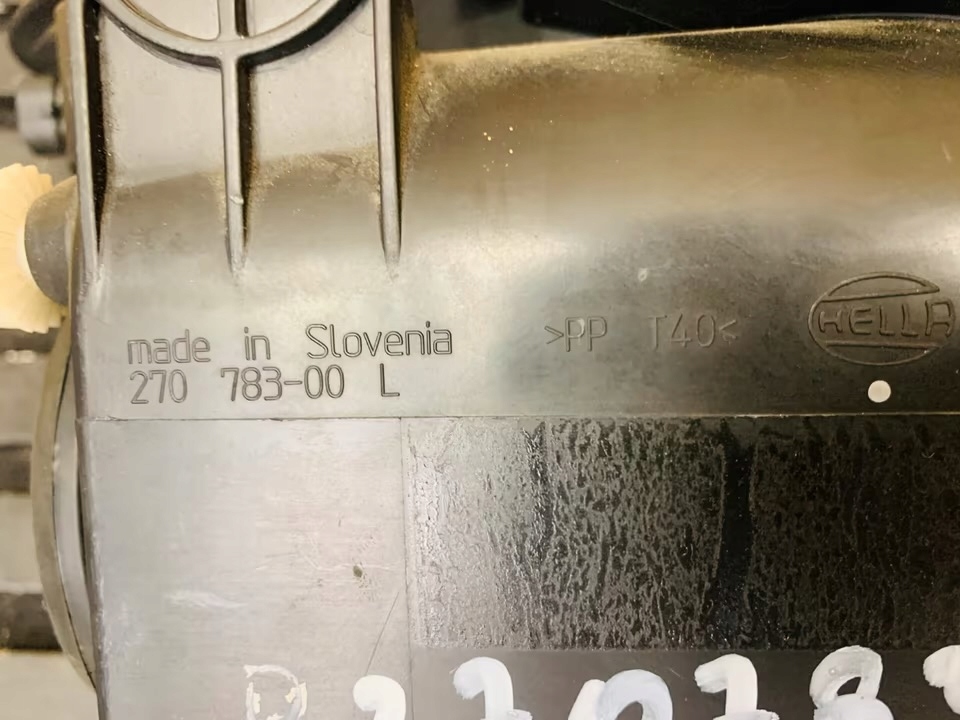 made in Slovenia
270 783-00 L
>PP T40<
HELLA